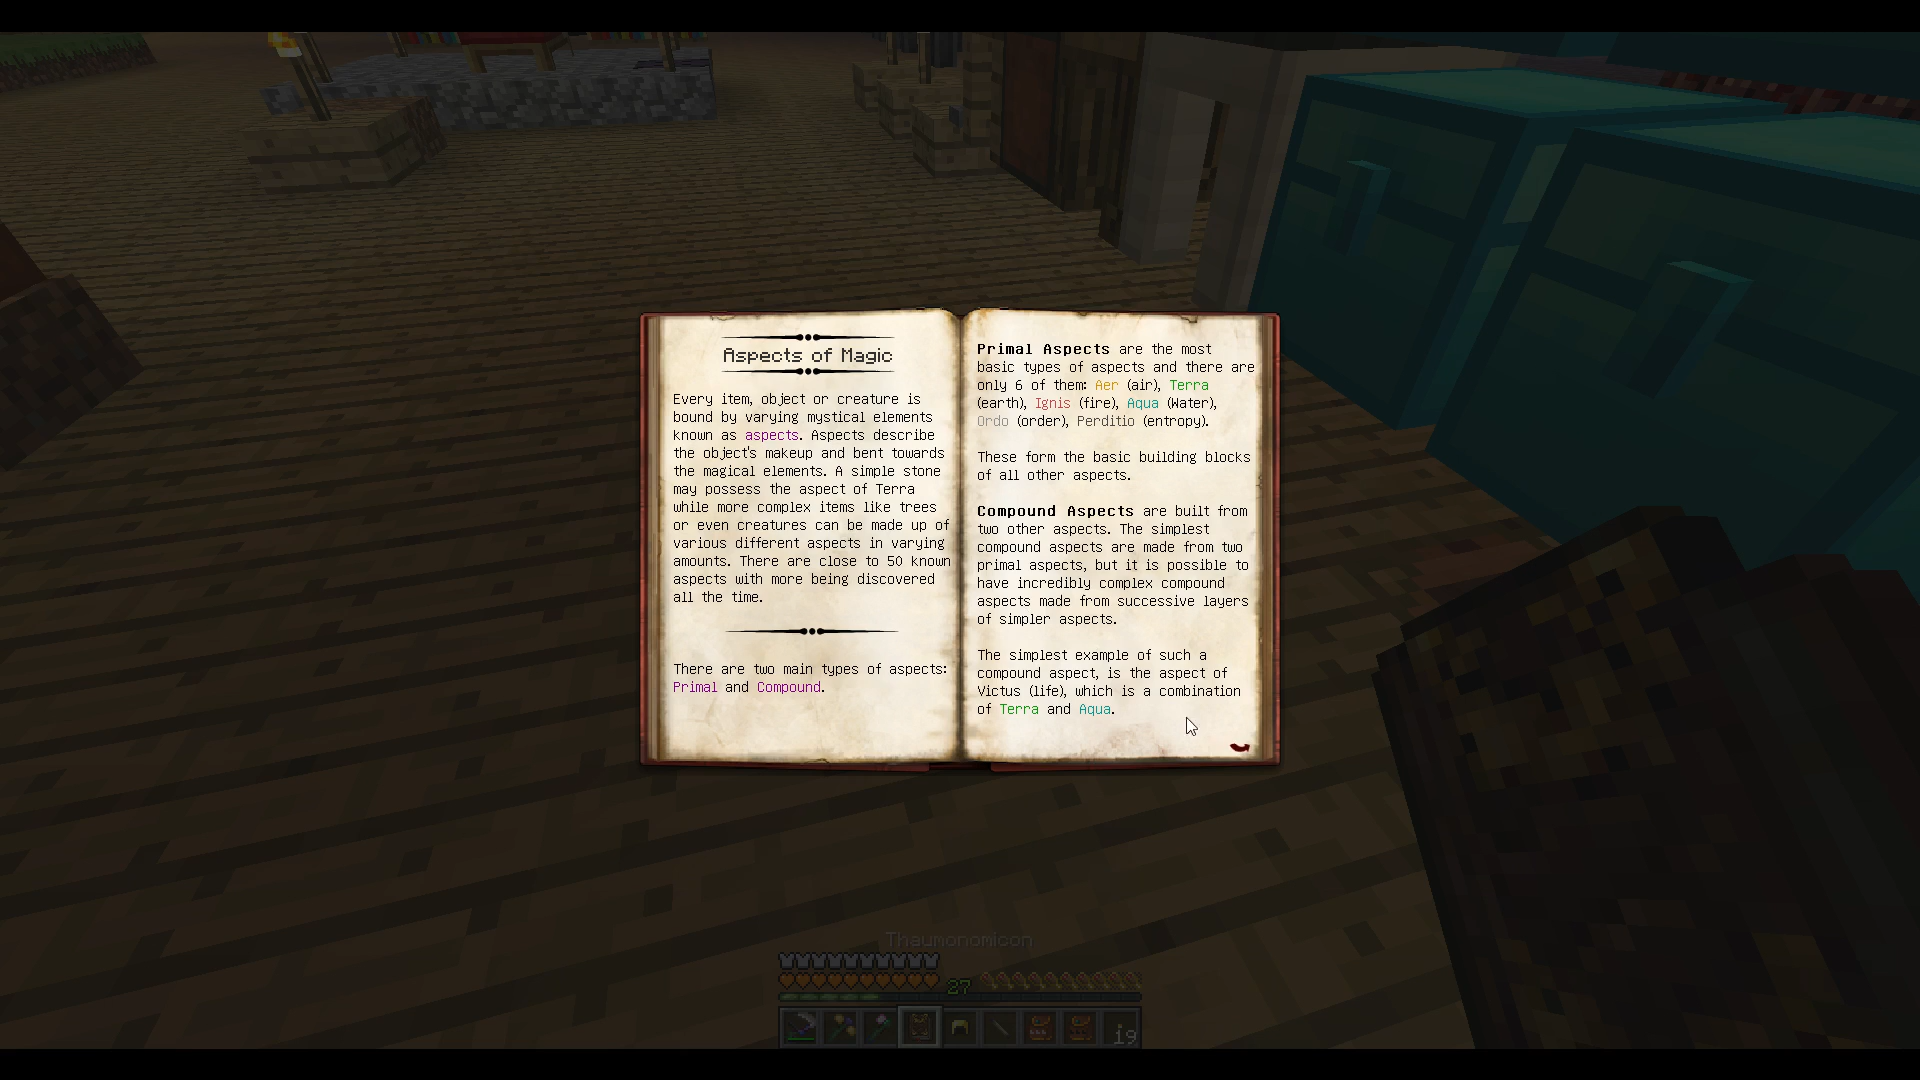 Aspects of Magic
Every item, object or creature is
bound by varying mystical elements
known as aspects. Aspects describe
the object's makeup and bent towards
the magical elements. A simple stone
may possess the aspect of Terra
while more complex items like trees
or even creatures can be made up of
various different aspects in varying
amounts. There are close to 50 known
aspects with more being discovered
all the time.
There are two main types of aspects:
Primal and Compound.
Primal Aspects are the most
basic types of aspects and there are
only 6 of them: Aer (air), Terra
(earth), Ignis (fire), Aqua (Water),
Ordo (order), Perditio (entropy).
These form the basic building blocks
of all other aspects.
Compound Aspects are built from
two other aspects. The simplest
compound aspects are made from two
primal aspects, but it is possible to
have incredibly complex compound
aspects made from successive layers
of simpler aspects.
The simplest example of such a
compound aspect, is the aspect of
Victus (life), which is a combination
of Terra and Aqua.
Thaumonomicon
27
19